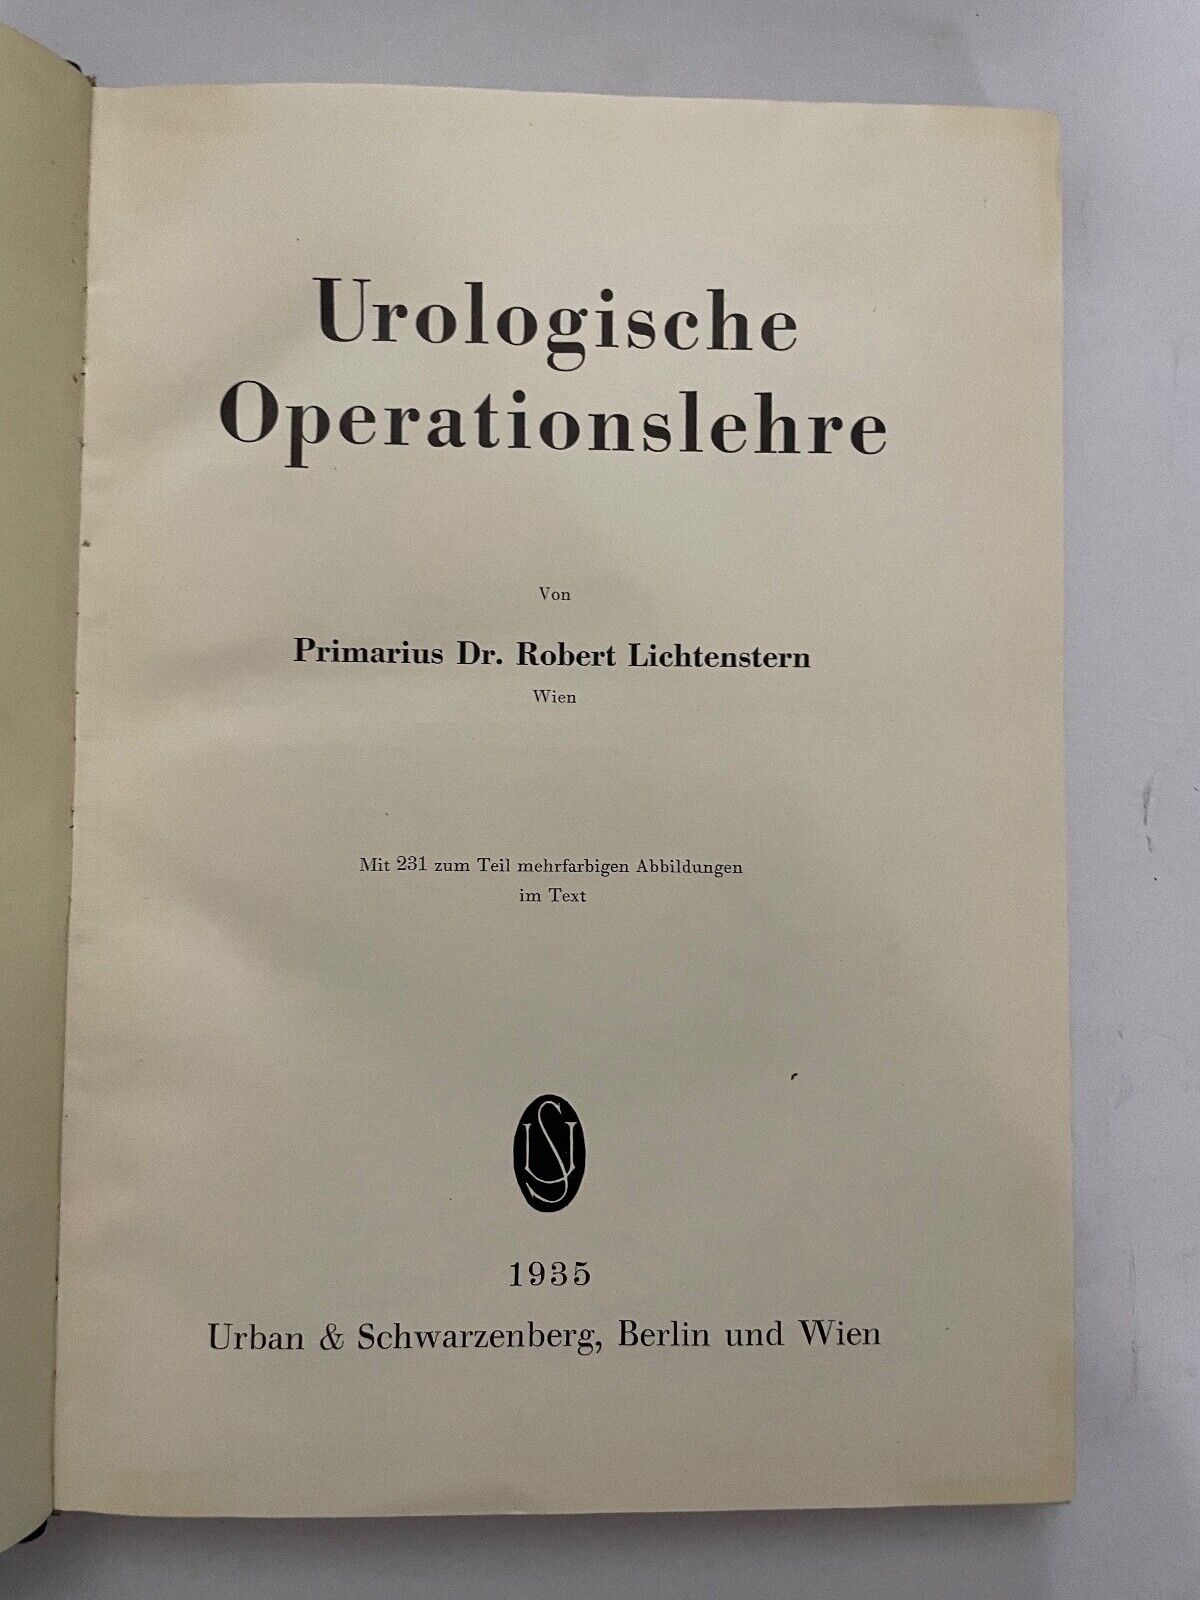 Urologische
Operationslehre
Von
Primarius Dr. Robert Lichtenstern
Wien
Mit 231 zum Teil mehrfarbigen Abbildungen
im Text
US
1935
Urban & Schwarzenberg, Berlin und Wien